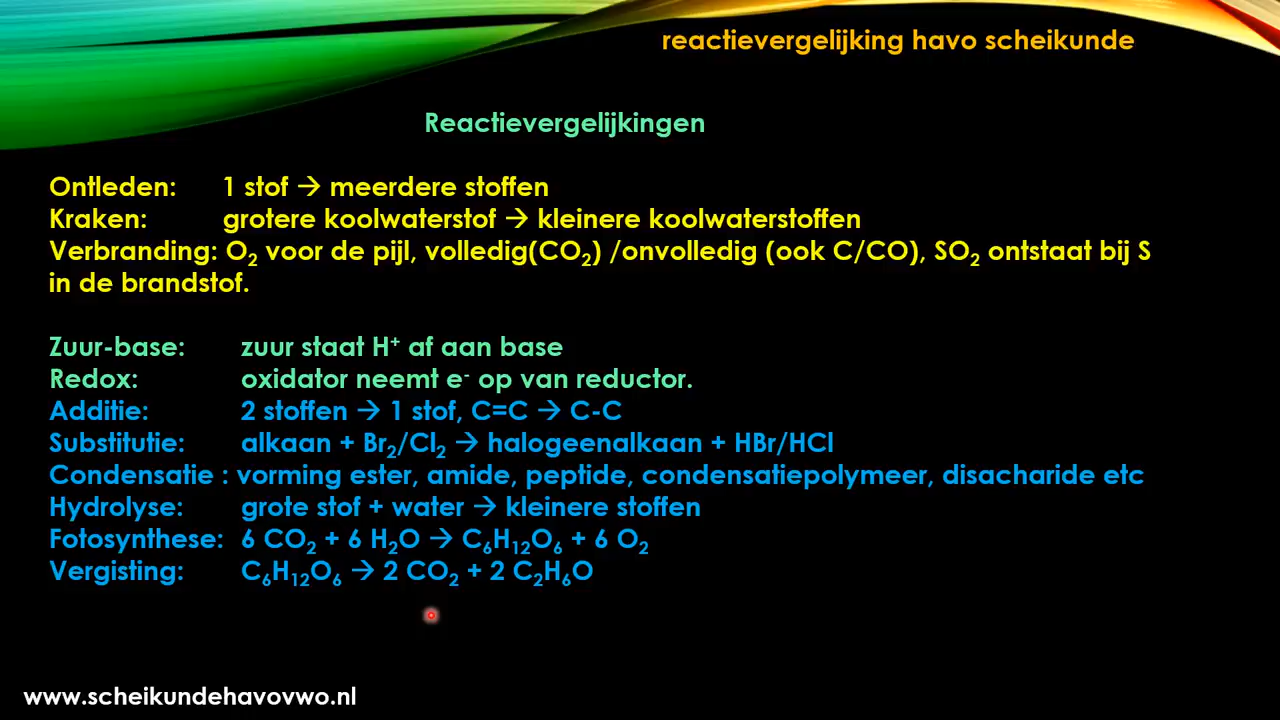 reactievergelijking havo scheikunde
Reactievergelijkingen
Ontleden: 1 stof → meerdere stoffen
Kraken: grotere koolwaterstof → kleinere koolwaterstoffen
Verbranding: O₂ voor de pijl, volledig(CO₂) /onvolledig (ook C/CO), SO₂ ontstaat bij S
in de brandstof.
Zuur-base: zuur staat H⁺ af aan base
Redox: oxidator neemt e⁻ op van reductor.
Additie: 2 stoffen → 1 stof, C=C → C-C
Substitutie: alkaan + Br₂/Cl₂ → halogeenalkaan + HBr/HCl
Condensatie : vorming ester, amide, peptide, condensatiepolymeer, disacharide etc
Hydrolyse: grote stof + water → kleinere stoffen
Fotosynthese: 6 CO₂ + 6 H₂O → C₆H₁₂O₆ + 6 O₂
Vergisting: C₆H₁₂O₆ → 2 CO₂ + 2 C₂H₆O
www.scheikundehavovwo.nl